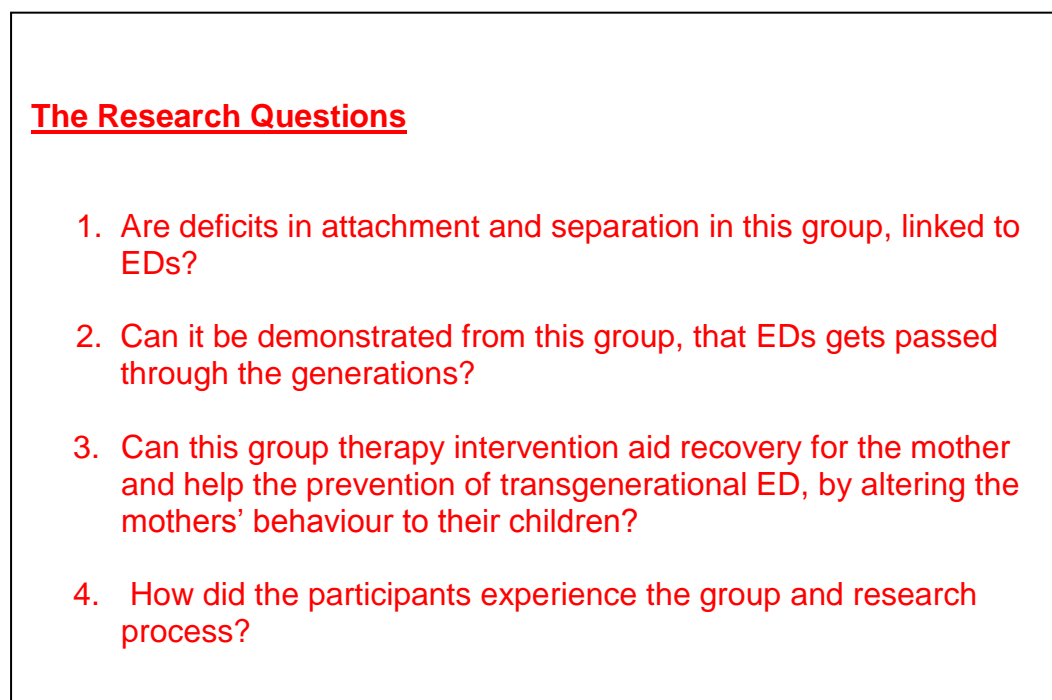 The Research Questions
1. Are deficits in attachment and separation in this group, linked to
EDs?
2. Can it be demonstrated from this group, that EDs gets passed
through the generations?
3. Can this group therapy intervention aid recovery for the mother
and help the prevention of transgenerational ED, by altering the
mothers’ behaviour to their children?
4. How did the participants experience the group and research
process?